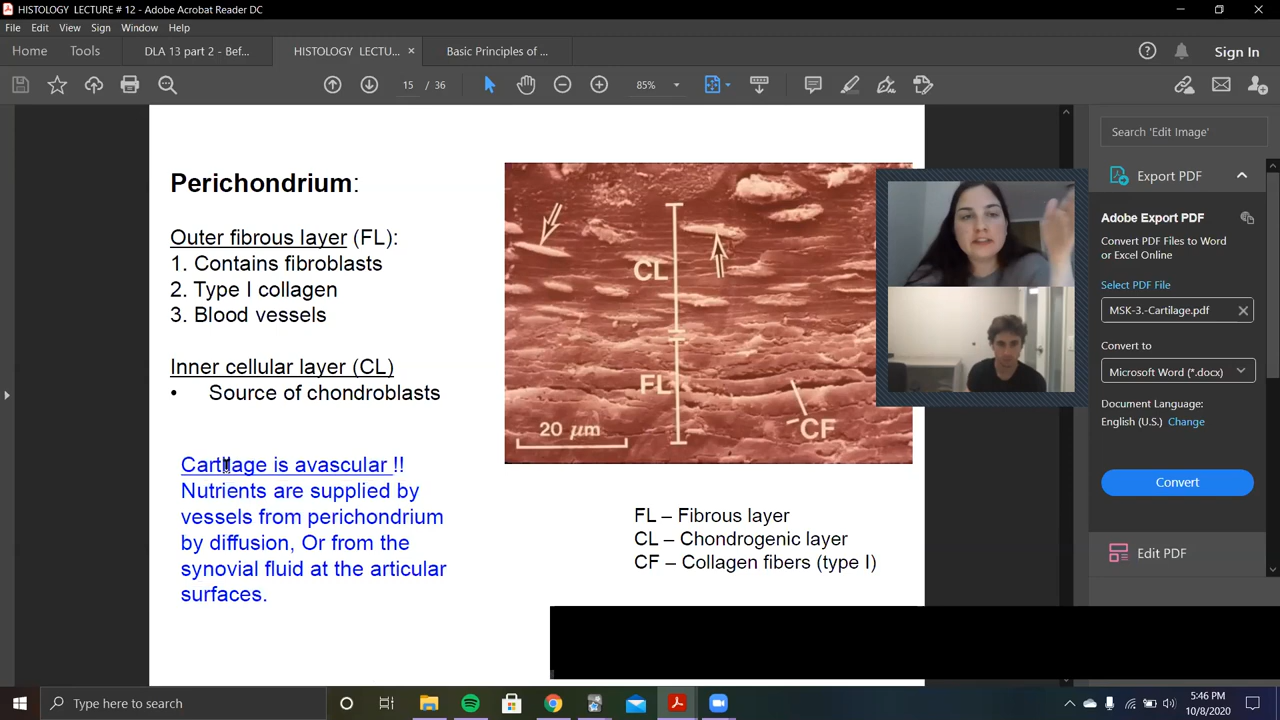 HISTOLOGY LECTURE # 12 - Adobe Acrobat Reader DC
File Edit View Sign Window Help
Home Tools DLA 13 part 2 - Bef... HISTOLOGY LECTU... × Basic Principles of ... Sign In
15 / 36 85%
Perichondrium:
Outer fibrous layer (FL):
1. Contains fibroblasts
2. Type I collagen
3. Blood vessels
Inner cellular layer (CL)
• Source of chondroblasts
Cartilage is avascular !!
Nutrients are supplied by
vessels from perichondrium
by diffusion, Or from the
synovial fluid at the articular
surfaces.
CL
FL
CF
20 μm
FL – Fibrous layer
CL – Chondrogenic layer
CF – Collagen fibers (type I)
Search 'Edit Image'
Export PDF
Adobe Export PDF
Convert PDF Files to Word
or Excel Online
Select PDF File
MSK-3.-Cartilage.pdf
Convert to
Microsoft Word (*.docx)
Document Language:
English (U.S.) Change
Convert
Edit PDF
Type here to search
5:46 PM
10/8/2020